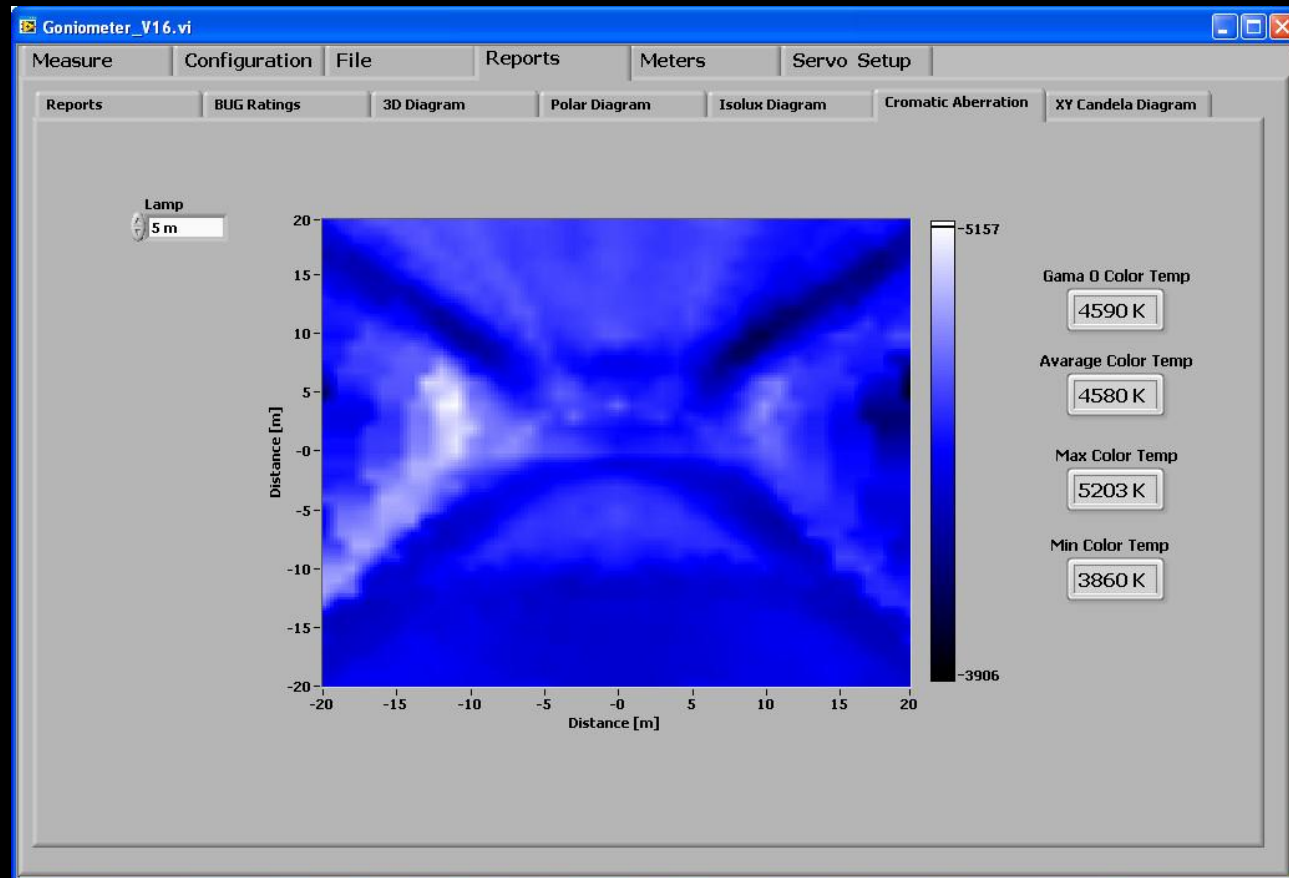 Goniometer_V16.vi
Measure Configuration File Reports Meters Servo Setup
Reports BUG Ratings 3D Diagram Polar Diagram Isolux Diagram Cromatic Aberration XY Candela Diagram
Lamp
5 m
Distance [m]
20
15
10
5
-0
-5
-10
-15
-20
-20 -15 -10 -5 -0 5 10 15 20
Distance [m]
5157
3906
Gama 0 Color Temp
4590 K
Avarage Color Temp
4580 K
Max Color Temp
5203 K
Min Color Temp
3860 K